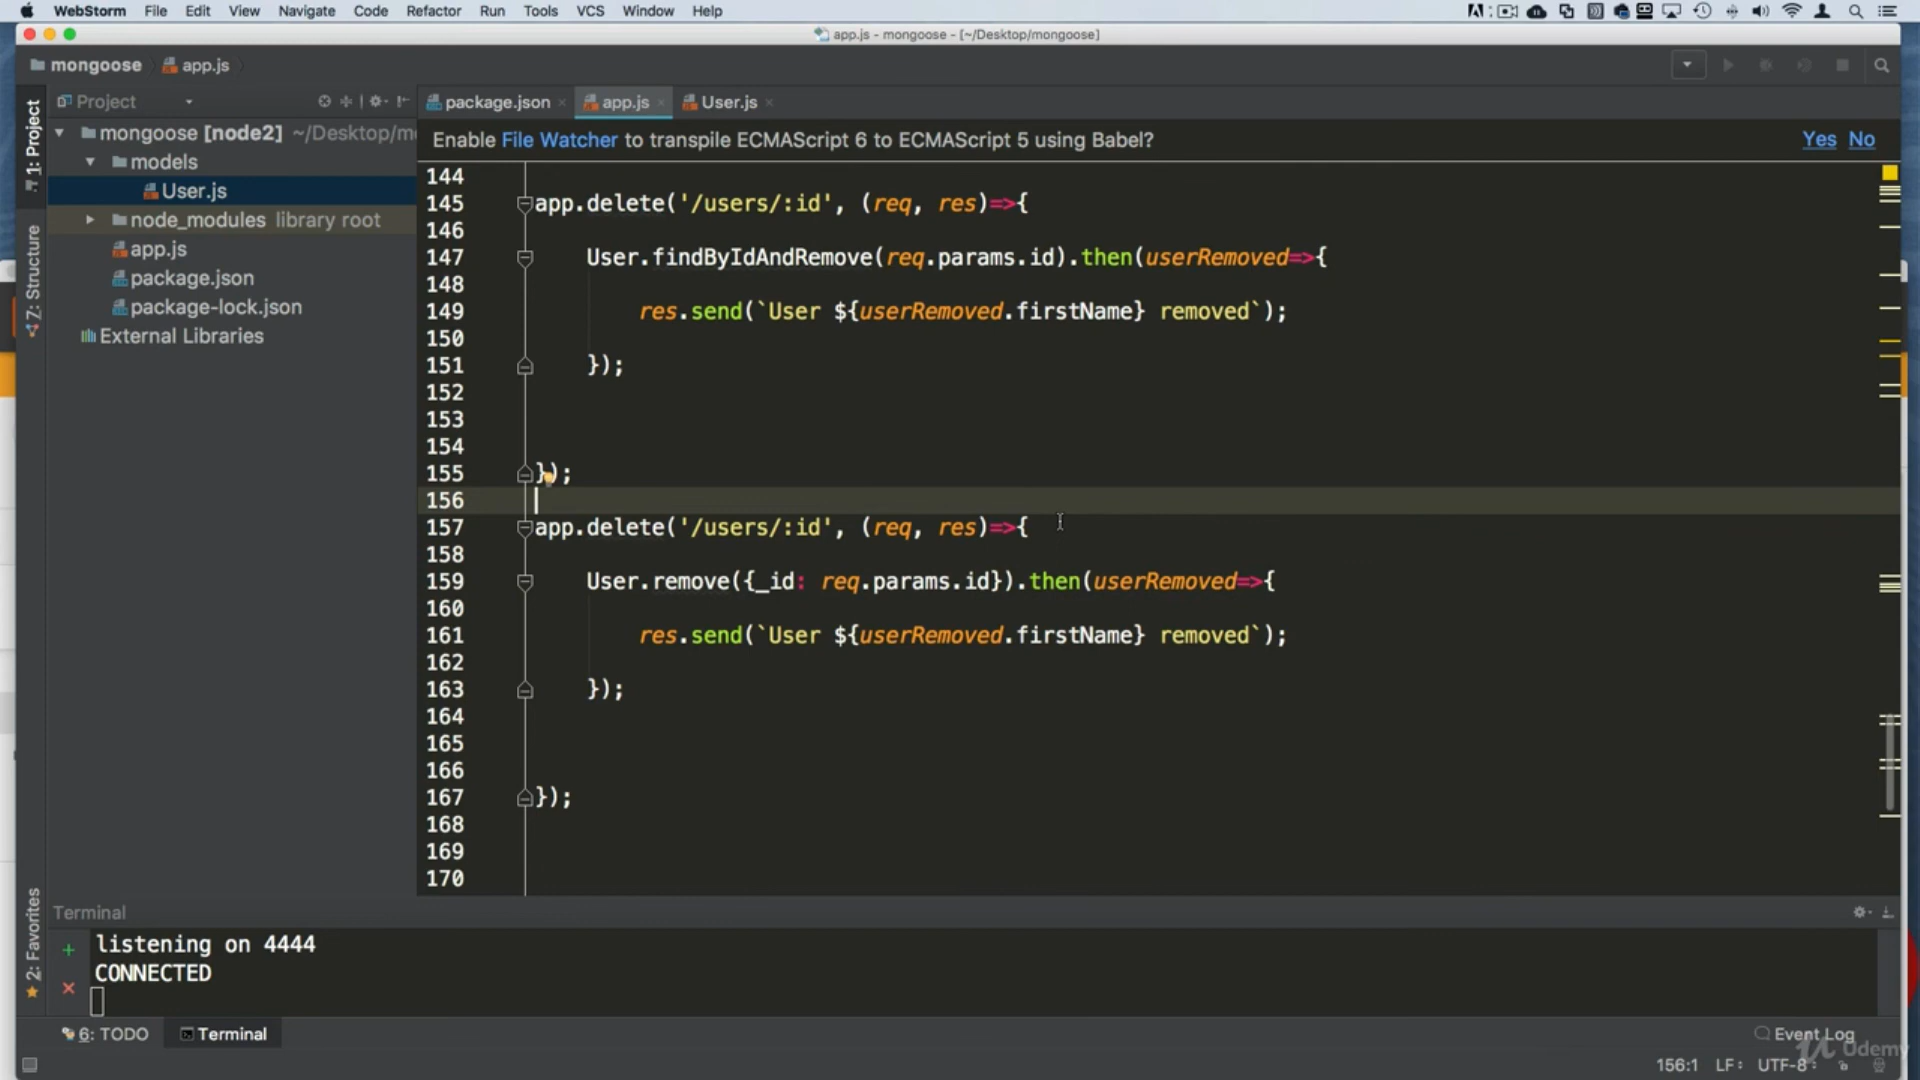 WebStorm File Edit View Navigate Code Refactor Run Tools VCS Window Help
app.js - mongoose - [~/Desktop/mongoose]
mongoose app.js
Project
package.json app.js User.js
1: Project
mongoose [node2] ~/Desktop/m
Enable File Watcher to transpile ECMAScript 6 to ECMAScript 5 using Babel? Yes No
models
User.js
node_modules library root
app.js
package.json
package-lock.json
External Libraries
7: Structure
144
145 app.delete('/users/:id', (req, res)=>{
146
147 User.findByIdAndRemove(req.params.id).then(userRemoved=>{
148
149 res.send(`User ${userRemoved.firstName} removed`);
150
151 });
152
153
154
155 });
156
157 app.delete('/users/:id', (req, res)=>{
158
159 User.remove({_id: req.params.id}).then(userRemoved=>{
160
161 res.send(`User ${userRemoved.firstName} removed`);
162
163 });
164
165
166
167 });
168
169
170
2: Favorites
Terminal
listening on 4444
CONNECTED
6: TODO Terminal Event Log
Udemy
156:1 LF: UTF-8: